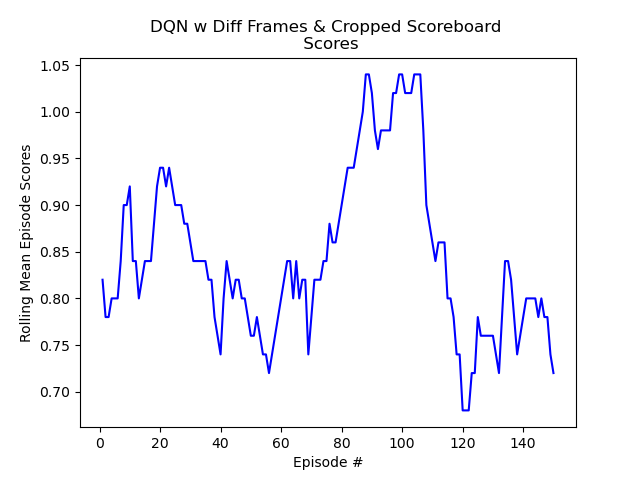 DQN w Diff Frames & Cropped Scoreboard
Scores
Rolling Mean Episode Scores
1.05
1.00
0.95
0.90
0.85
0.80
0.75
0.70
0 20 40 60 80 100 120 140
Episode #